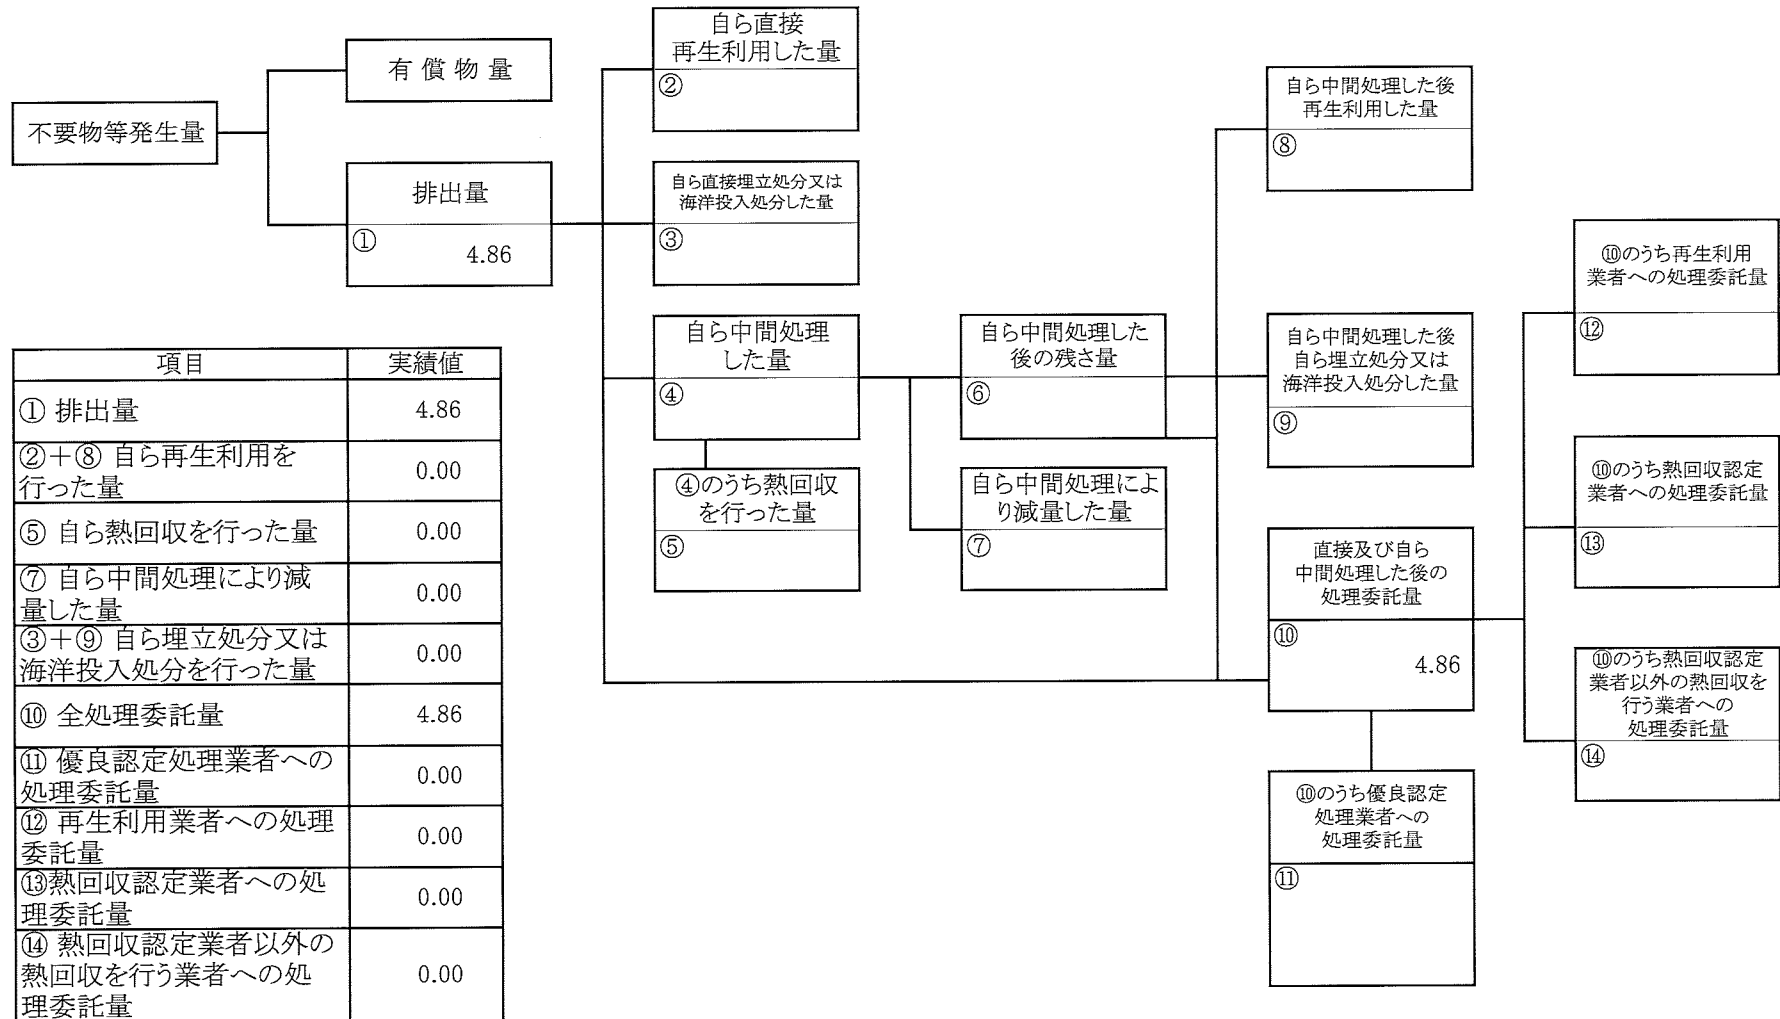 不要物等発生量
有償物量
排出量
①
4.86
自ら直接
再生利用した量
②
自ら直接埋立処分又は
海洋投入処分した量
③
自ら中間処理
した量
④
④のうち熱回収
を行った量
⑤
自ら中間処理した
後の残さ量
⑥
自ら中間処理によ
り減量した量
⑦
自ら中間処理した後
再生利用した量
⑧
自ら中間処理した後
自ら埋立処分又は
海洋投入処分した量
⑨
直接及び自ら
中間処理した後の
処理委託量
⑩
4.86
⑩のうち優良認定
処理業者への
処理委託量
⑪
⑩のうち再生利用
業者への処理委託量
⑫
⑩のうち熱回収認定
業者への処理委託量
⑬
⑩のうち熱回収認定
業者以外の熱回収を
行う業者への
処理委託量
⑭
項目 実績値
① 排出量 4.86
②+⑧ 自ら再生利用を
行った量 0.00
⑤ 自ら熱回収を行った量 0.00
⑦ 自ら中間処理により減
量した量 0.00
③+⑨ 自ら埋立処分又は
海洋投入処分を行った量 0.00
⑩ 全処理委託量 4.86
⑪ 優良認定処理業者への
処理委託量 0.00
⑫ 再生利用業者への処理
委託量 0.00
⑬熱回収認定業者への処
理委託量 0.00
⑭ 熱回収認定業者以外の
熱回収を行う業者への処
理委託量 0.00